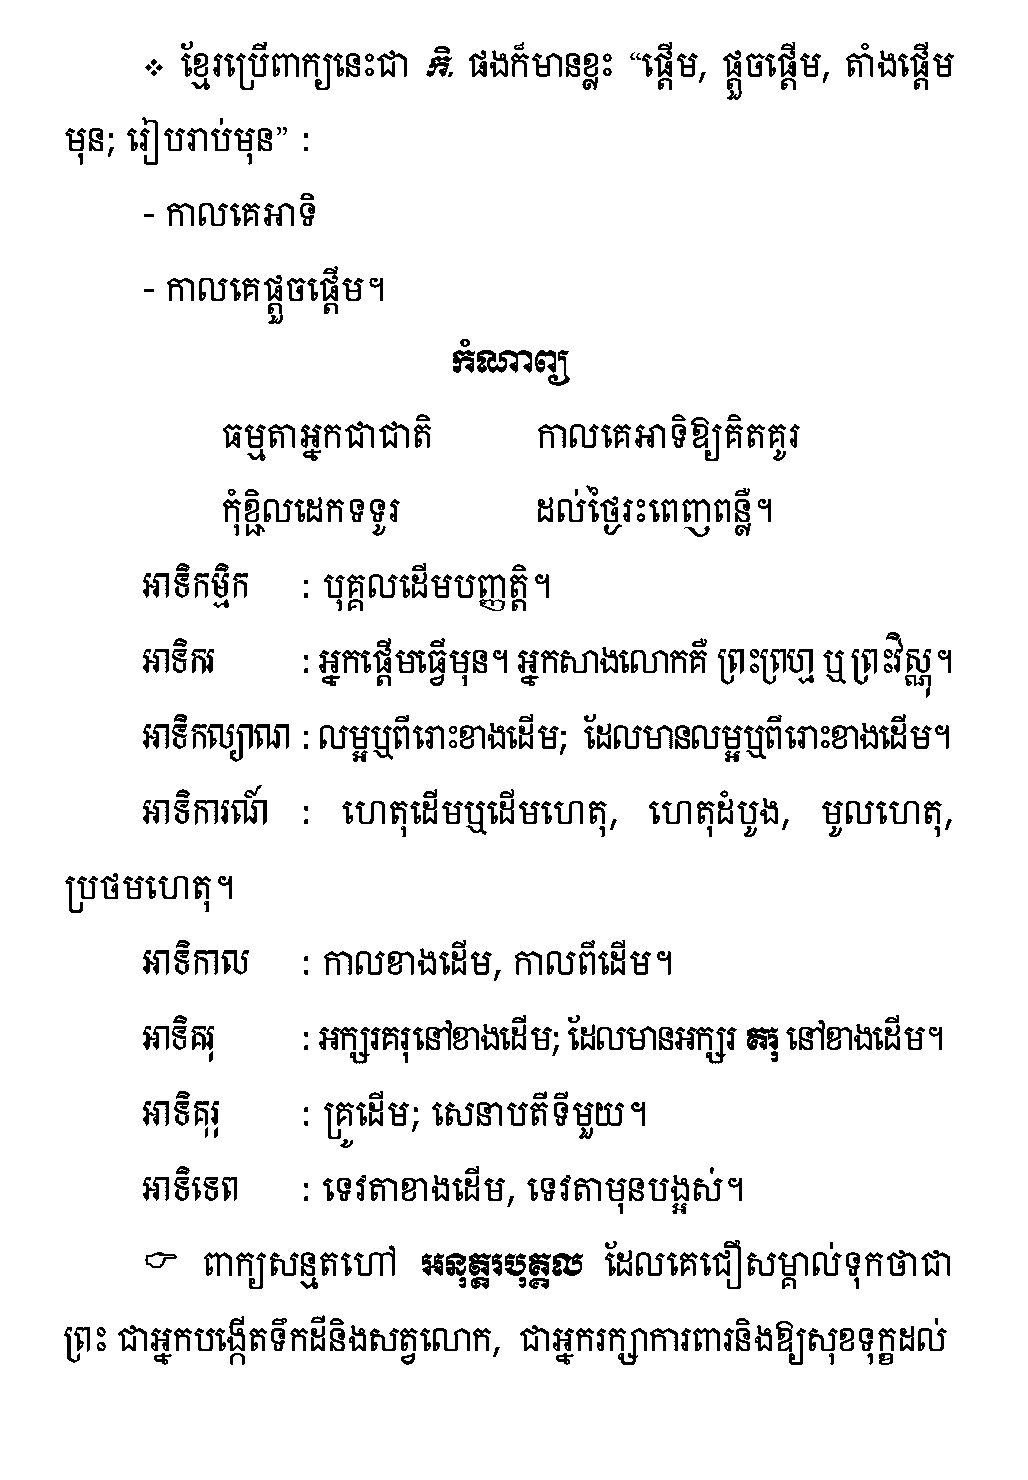 ❖ ខ្មែរប្រើពាក្យនេះជា កិ. ផងក៏មានខ្លះ “ផ្ដើម, ផ្ដួចផ្ដើម, តាំងផ្ដើម
មុន; រៀបរាប់មុន” :
- កាលគេអាទិ
- កាលគេផ្ដួចផ្ដើម។
កំណាព្យ
ធម្មតាអ្នកជាជាតិ កាលគេអាទិឱ្យគិតគូរ
កុំខ្ជិលដេកទទូរ ដល់ថ្ងៃរះពេញពន្លឺ។
អាទិកម្មិក : បុគ្គលដើមបញ្ញត្តិ។
អាទិករ : អ្នកផ្ដើមធ្វើមុន។ អ្នកសាងលោកគឺ ព្រះព្រហ្ម ឬ ព្រះវិស្ណុ។
អាទិកល្យាណ : លម្អឬពីរោះខាងដើម; ដែលមានលម្អឬពីរោះខាងដើម។
អាទិការណ៍ : ហេតុដើមឬដើមហេតុ, ហេតុដំបូង, មូលហេតុ,
ប្រថមហេតុ។
អាទិកាល : កាលខាងដើម, កាលពីដើម។
អាទិគរុ : អក្សរគរុនៅខាងដើម; ដែលមានអក្សរ គរុ នៅខាងដើម។
អាទិគុរុ : គ្រូដើម; សេនាបតីទីមួយ។
អាទិទេព : ទេវតាខាងដើម, ទេវតាមុនបង្អស់។
☞ ពាក្យសន្មតហៅ អនុត្តរបុគ្គល ដែលគេជឿសម្គាល់ទុកថាជា
ព្រះ ជាអ្នកបង្កើតទឹកដីនិងសត្វលោក, ជាអ្នករក្សាការពារនិងឱ្យសុខទុក្ខដល់